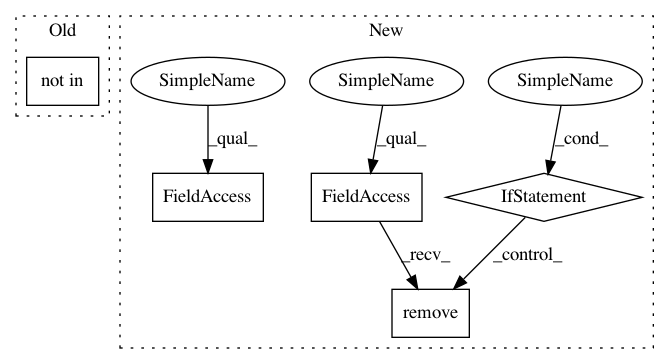 Old
New
not in
SimpleName
SimpleName
SimpleName
_qual_
_qual_
_cond_
FieldAccess
FieldAccess
IfStatement
_recv_
_control_
remove